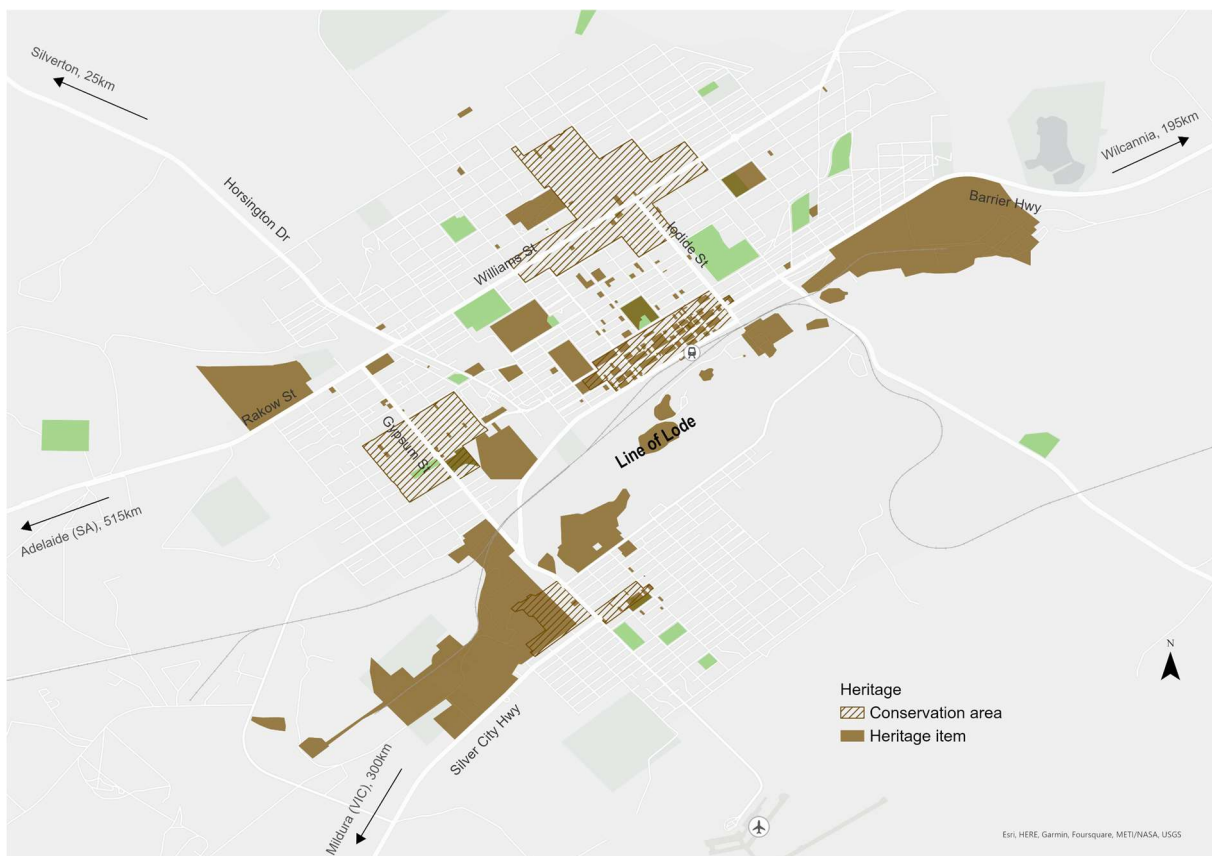 Silverton, 25km
Wilcannia, 195km
Barrier Hwy
Horsington Dr
Iodide St
Williams St
Rakow St
Gypsum St
Line of Lode
Adelaide (SA), 515km
N
Heritage
Conservation area
Heritage item
Silver City Hwy
Mildura (VIC), 300km
Esri, HERE, Garmin, Foursquare, METI/NASA, USGS